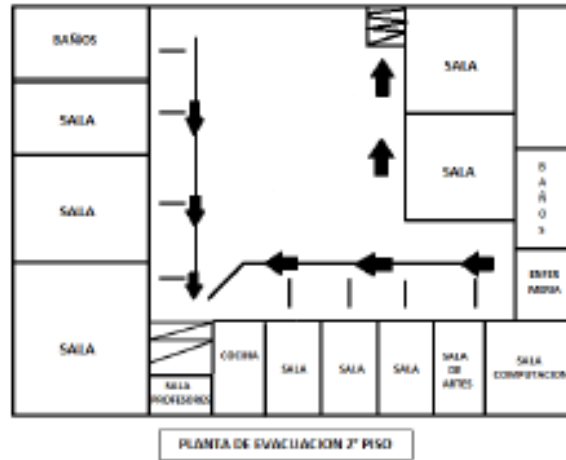 BAÑOS
SALA
SALA
SALA
SALA
SALA
BAÑOS
ENFER
MERIA
COCINA
SALA
SALA
SALA
SALA
DE
ARTES
SALA
COMPUTACION
SALA
PROFESORES
PLANTA DE EVACUACION 2° PISO